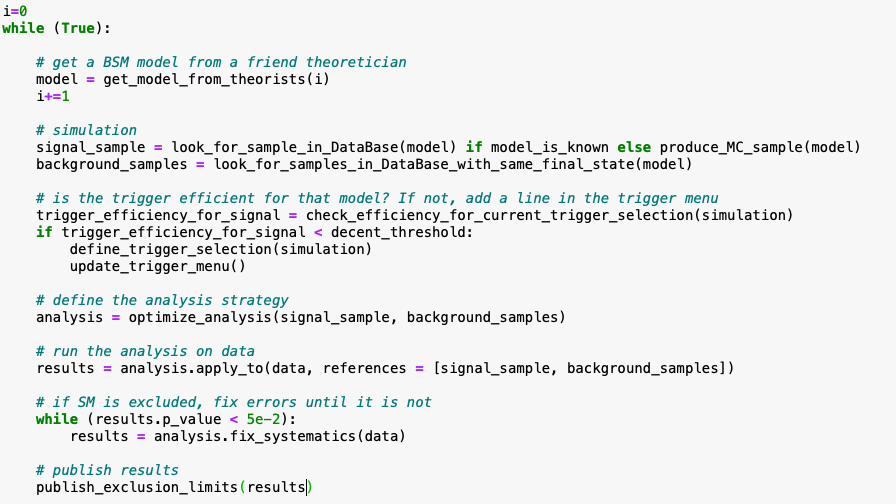 i=0
while (True):
# get a BSM model from a friend theoretician
model = get_model_from_theorists(i)
i+=1
# simulation
signal_sample = look_for_sample_in_DataBase(model) if model_is_known else produce_MC_sample(model)
background_samples = look_for_samples_in_DataBase_with_same_final_state(model)
# is the trigger efficient for that model? If not, add a line in the trigger menu
trigger_efficiency_for_signal = check_efficiency_for_current_trigger_selection(simulation)
if trigger_efficiency_for_signal < decent_threshold:
define_trigger_selection(simulation)
update_trigger_menu()
# define the analysis strategy
analysis = optimize_analysis(signal_sample, background_samples)
# run the analysis on data
results = analysis.apply_to(data, references = [signal_sample, background_samples])
# if SM is excluded, fix errors until it is not
while (results.p_value < 5e-2):
results = analysis.fix_systematics(data)
# publish results
publish_exclusion_limits(results)